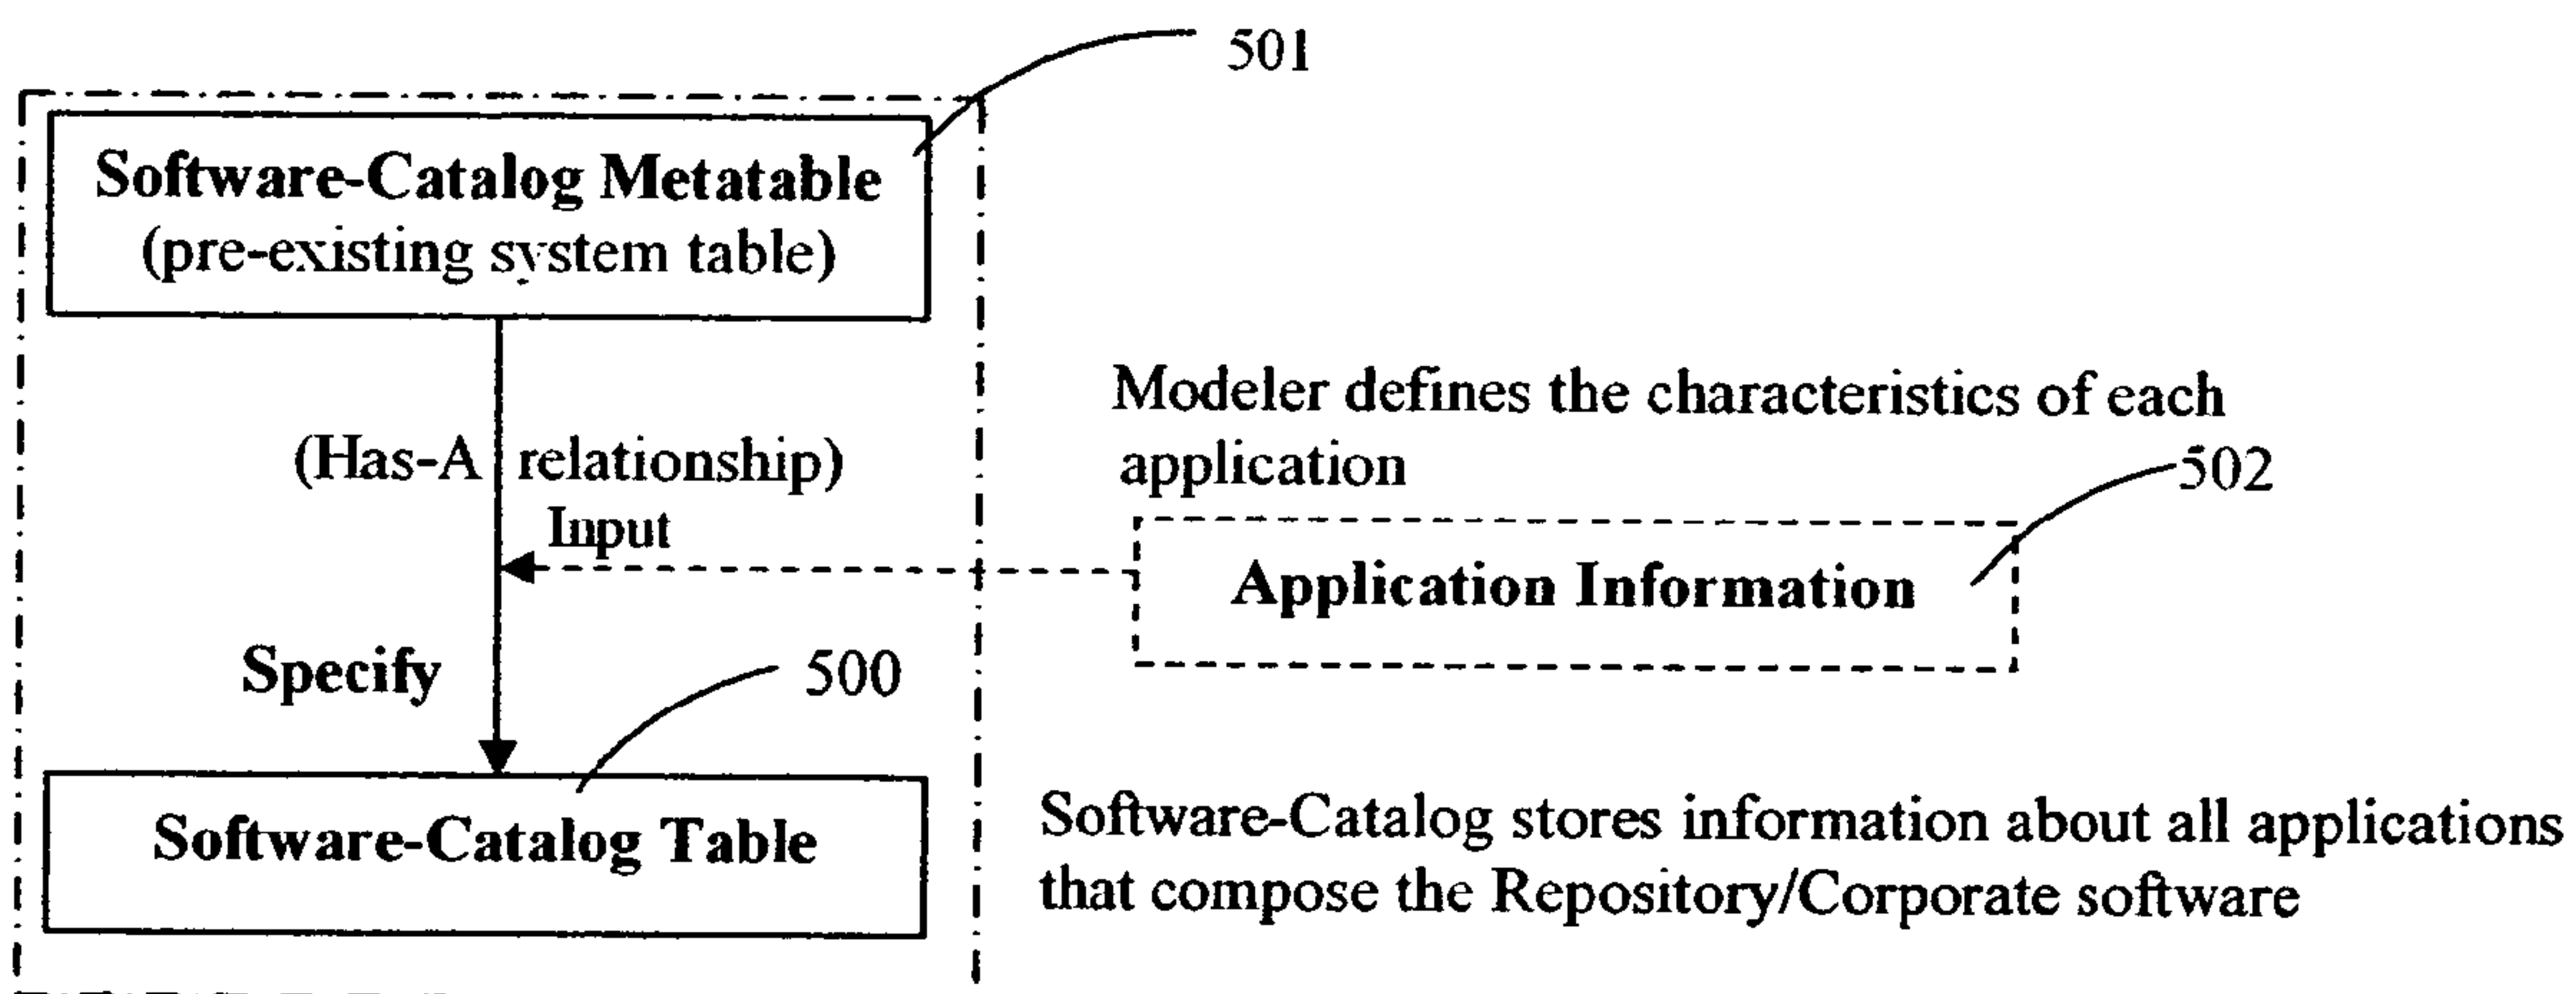 501
Software-Catalog Metatable
(pre-existing system table)
Modeler defines the characteristics of each
application
(Has-A relationship)
502
Input
Application Information
Specify
500
Software-Catalog Table
Software-Catalog stores information about all applications
that compose the Repository/Corporate software